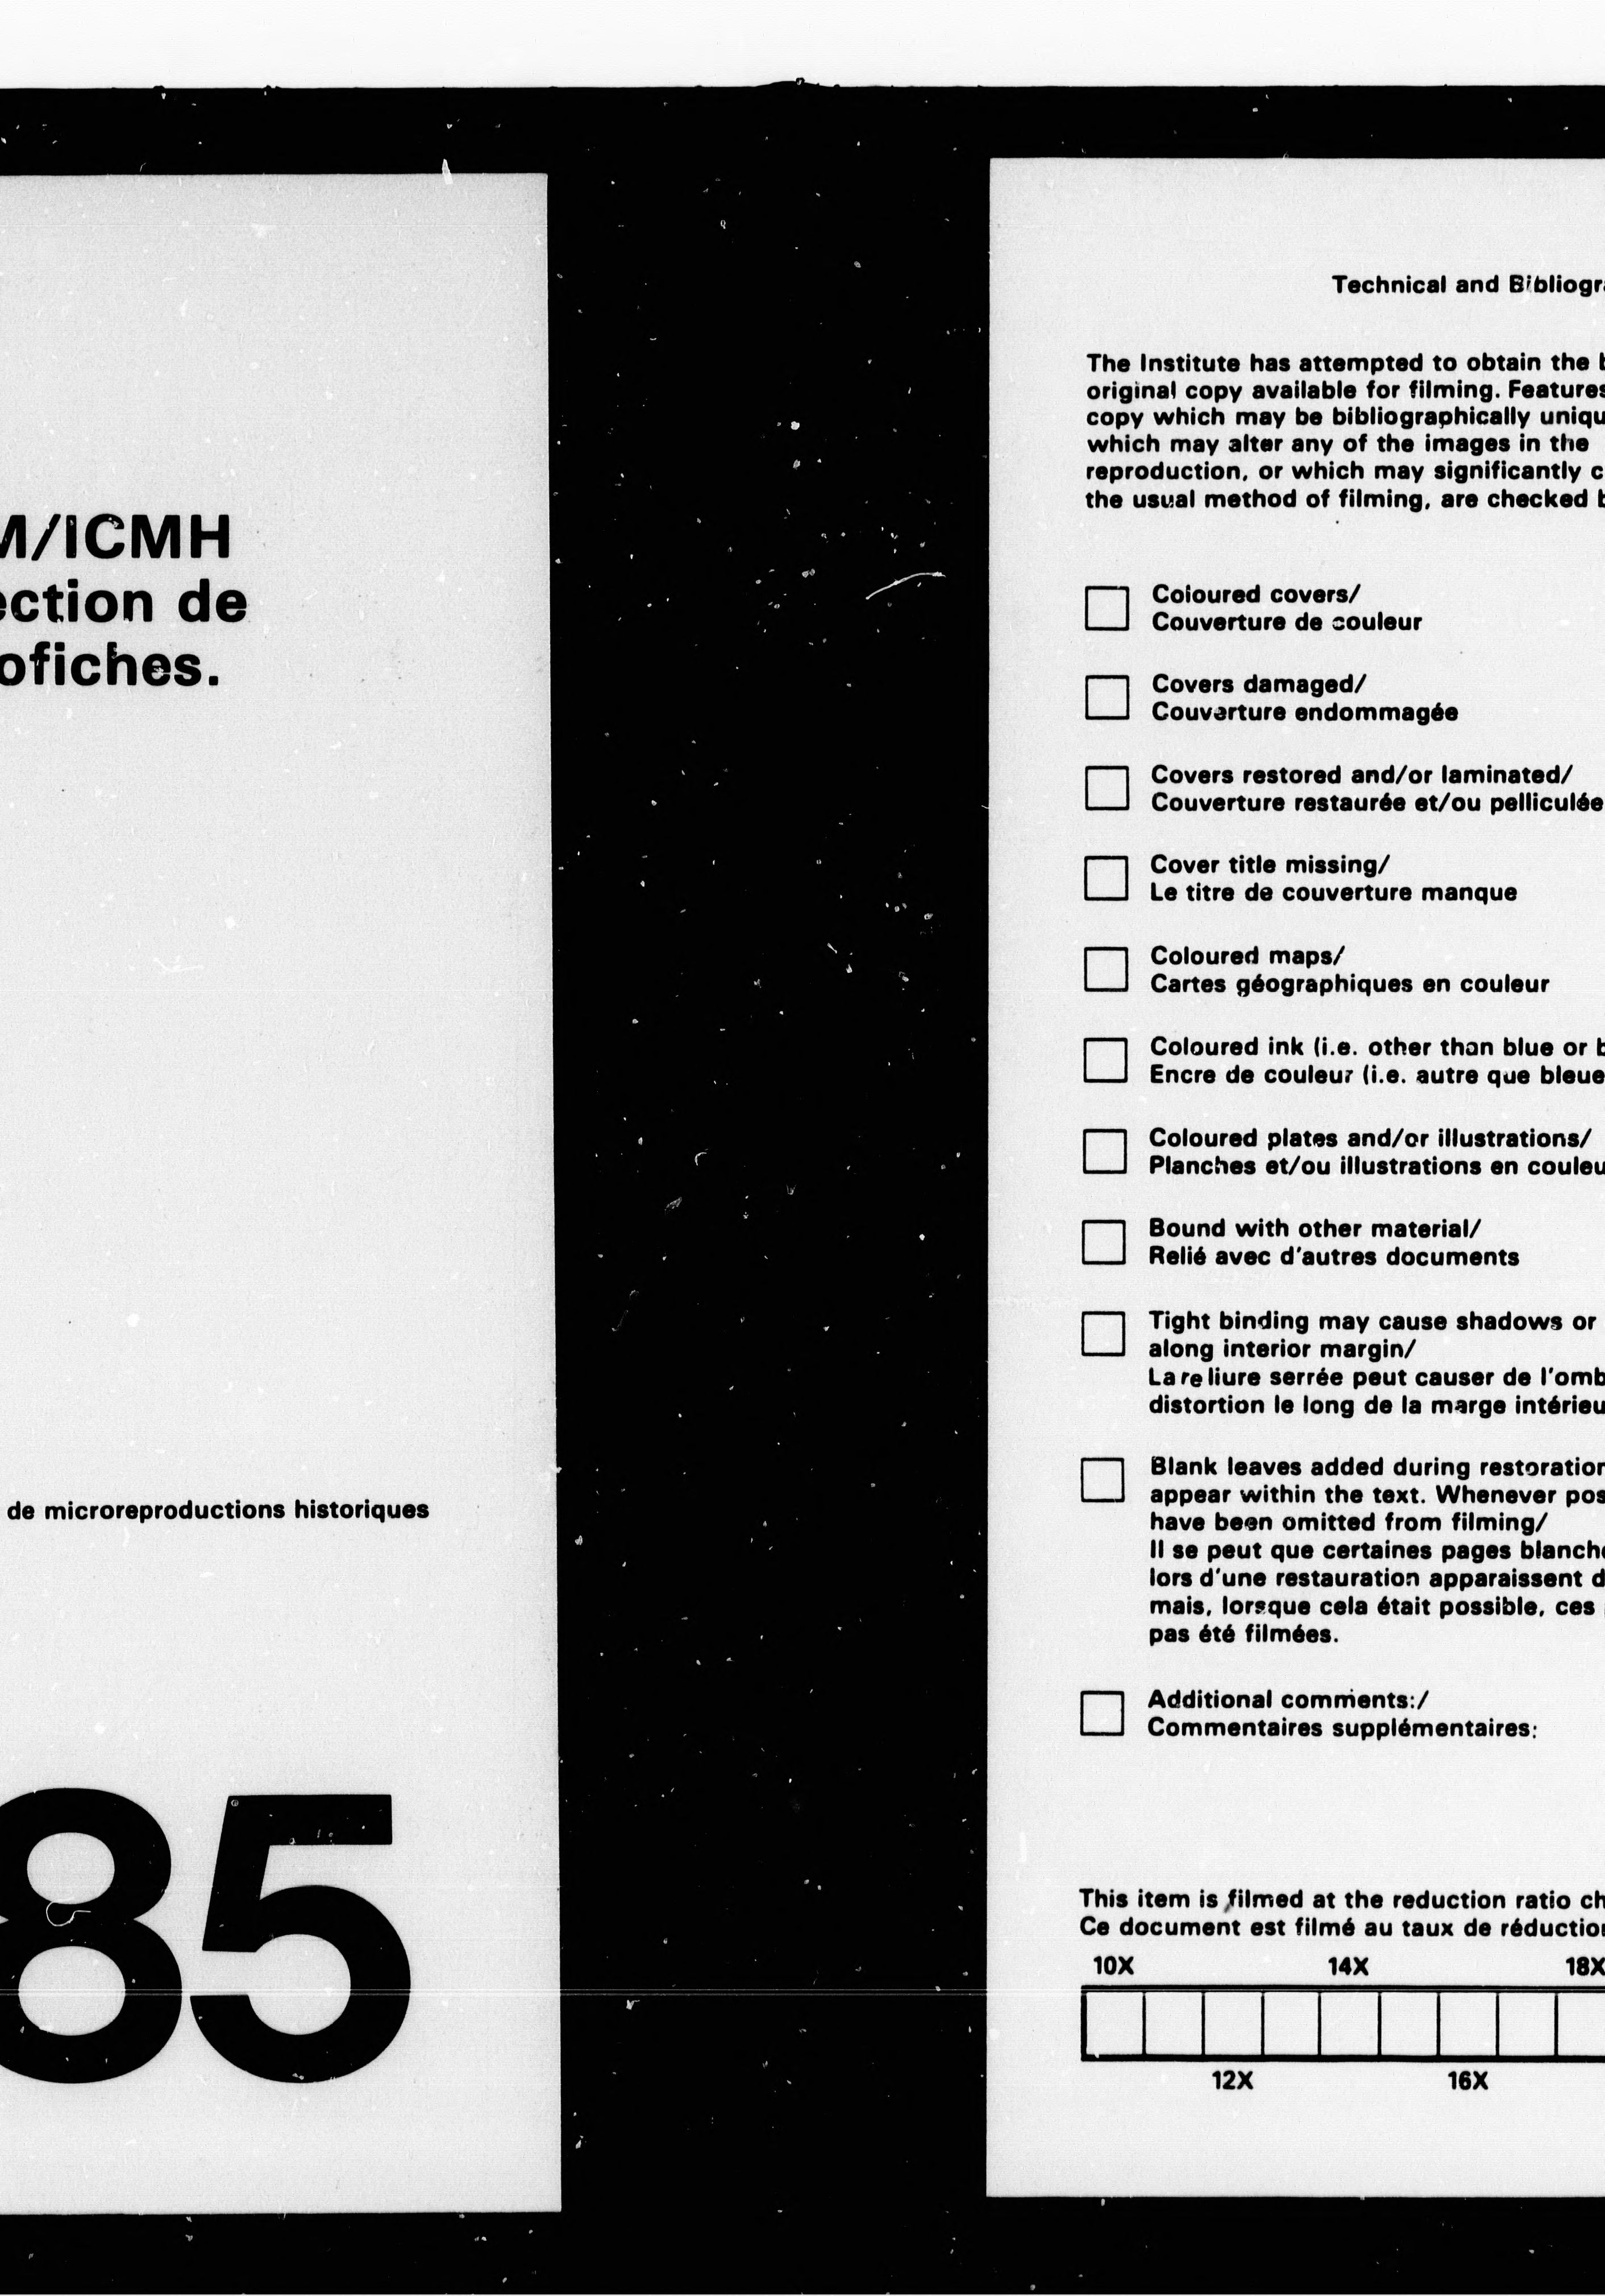 M/ICMH
ection de
ofiches.
de microreproductions historiques
85
Technical and Bibliogra
The Institute has attempted to obtain the b
original copy available for filming. Features
copy which may be bibliographically uniqu
which may alter any of the images in the
reproduction, or which may significantly c
the usual method of filming, are checked b
Coloured covers/
Couverture de couleur
Covers damaged/
Couverture endommagée
Covers restored and/or laminated/
Couverture restaurée et/ou pelliculée
Cover title missing/
Le titre de couverture manque
Coloured maps/
Cartes géographiques en couleur
Coloured ink (i.e. other than blue or b
Encre de couleur (i.e. autre que bleue
Coloured plates and/or illustrations/
Planches et/ou illustrations en couleu
Bound with other material/
Relié avec d'autres documents
Tight binding may cause shadows or
along interior margin/
La reliure serrée peut causer de l'omb
distortion le long de la marge intérieu
Blank leaves added during restoration
appear within the text. Whenever pos
have been omitted from filming/
Il se peut que certaines pages blanche
lors d'une restauration apparaissent d
mais, lorsque cela était possible, ces
pas été filmées.
Additional comments:/
Commentaires supplémentaires:
This item is filmed at the reduction ratio ch
Ce document est filmé au taux de réduction
10X 14X 18X
12X 16X